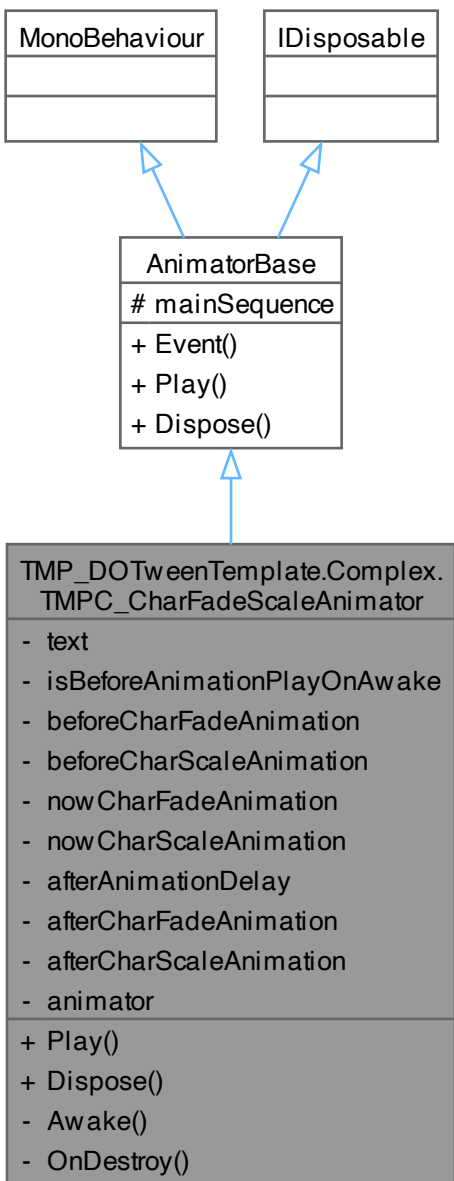 MonoBehaviour
IDisposable
AnimatorBase
# mainSequence
+ Event()
+ Play()
+ Dispose()
TMP_DOTweenTemplate.Complex.
TMPC_CharFadeScaleAnimator
- text
- isBeforeAnimationPlayOnAwake
- beforeCharFadeAnimation
- beforeCharScaleAnimation
- nowCharFadeAnimation
- nowCharScaleAnimation
- afterAnimationDelay
- afterCharFadeAnimation
- afterCharScaleAnimation
- animator
+ Play()
+ Dispose()
- Awake()
- OnDestroy()